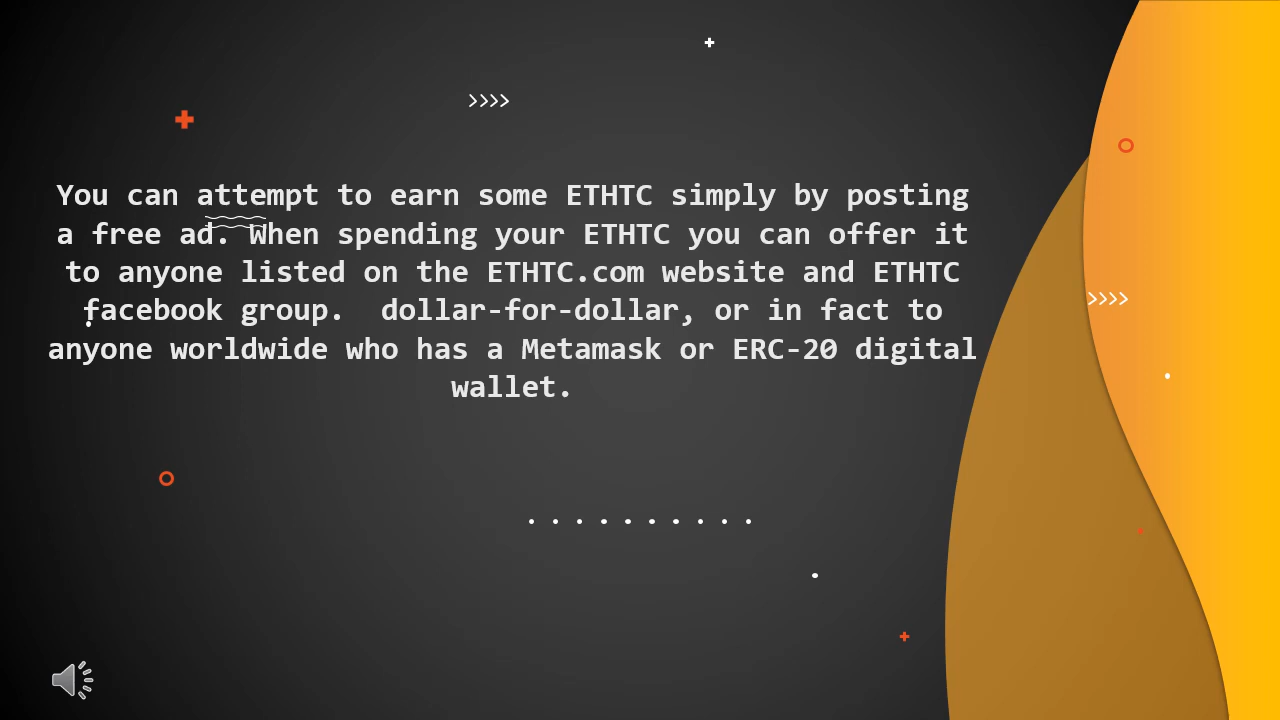 You can attempt to earn some ETHTC simply by posting
a free ad. When spending your ETHTC you can offer it
to anyone listed on the ETHTC.com website and ETHTC
facebook group.  dollar-for-dollar, or in fact to
anyone worldwide who has a Metamask or ERC-20 digital
wallet.